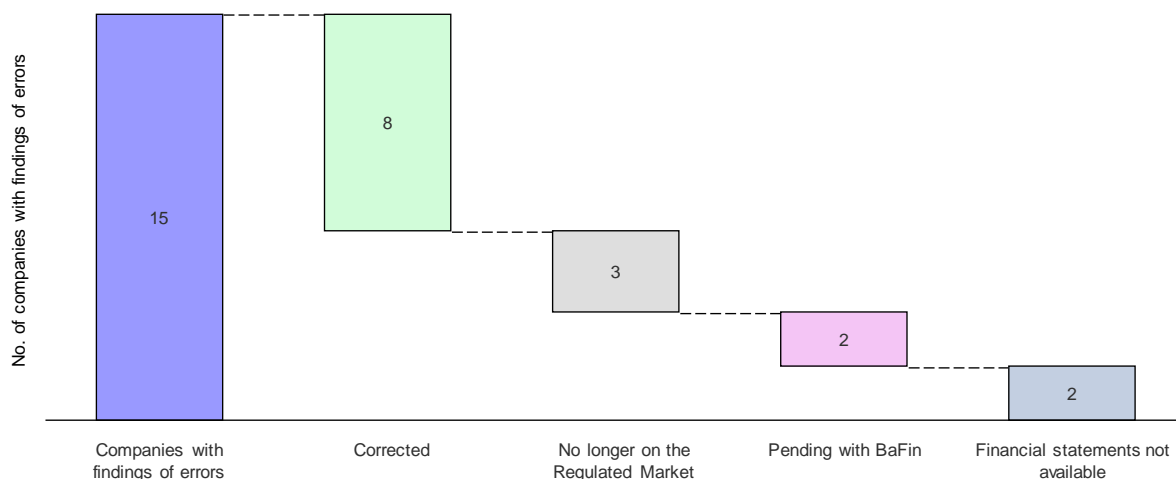 No. of companies with findings of errors
15
8
3
2
2
Companies with
findings of errors
Corrected
No longer on the
Regulated Market
Pending with BaFin
Financial statements not
available